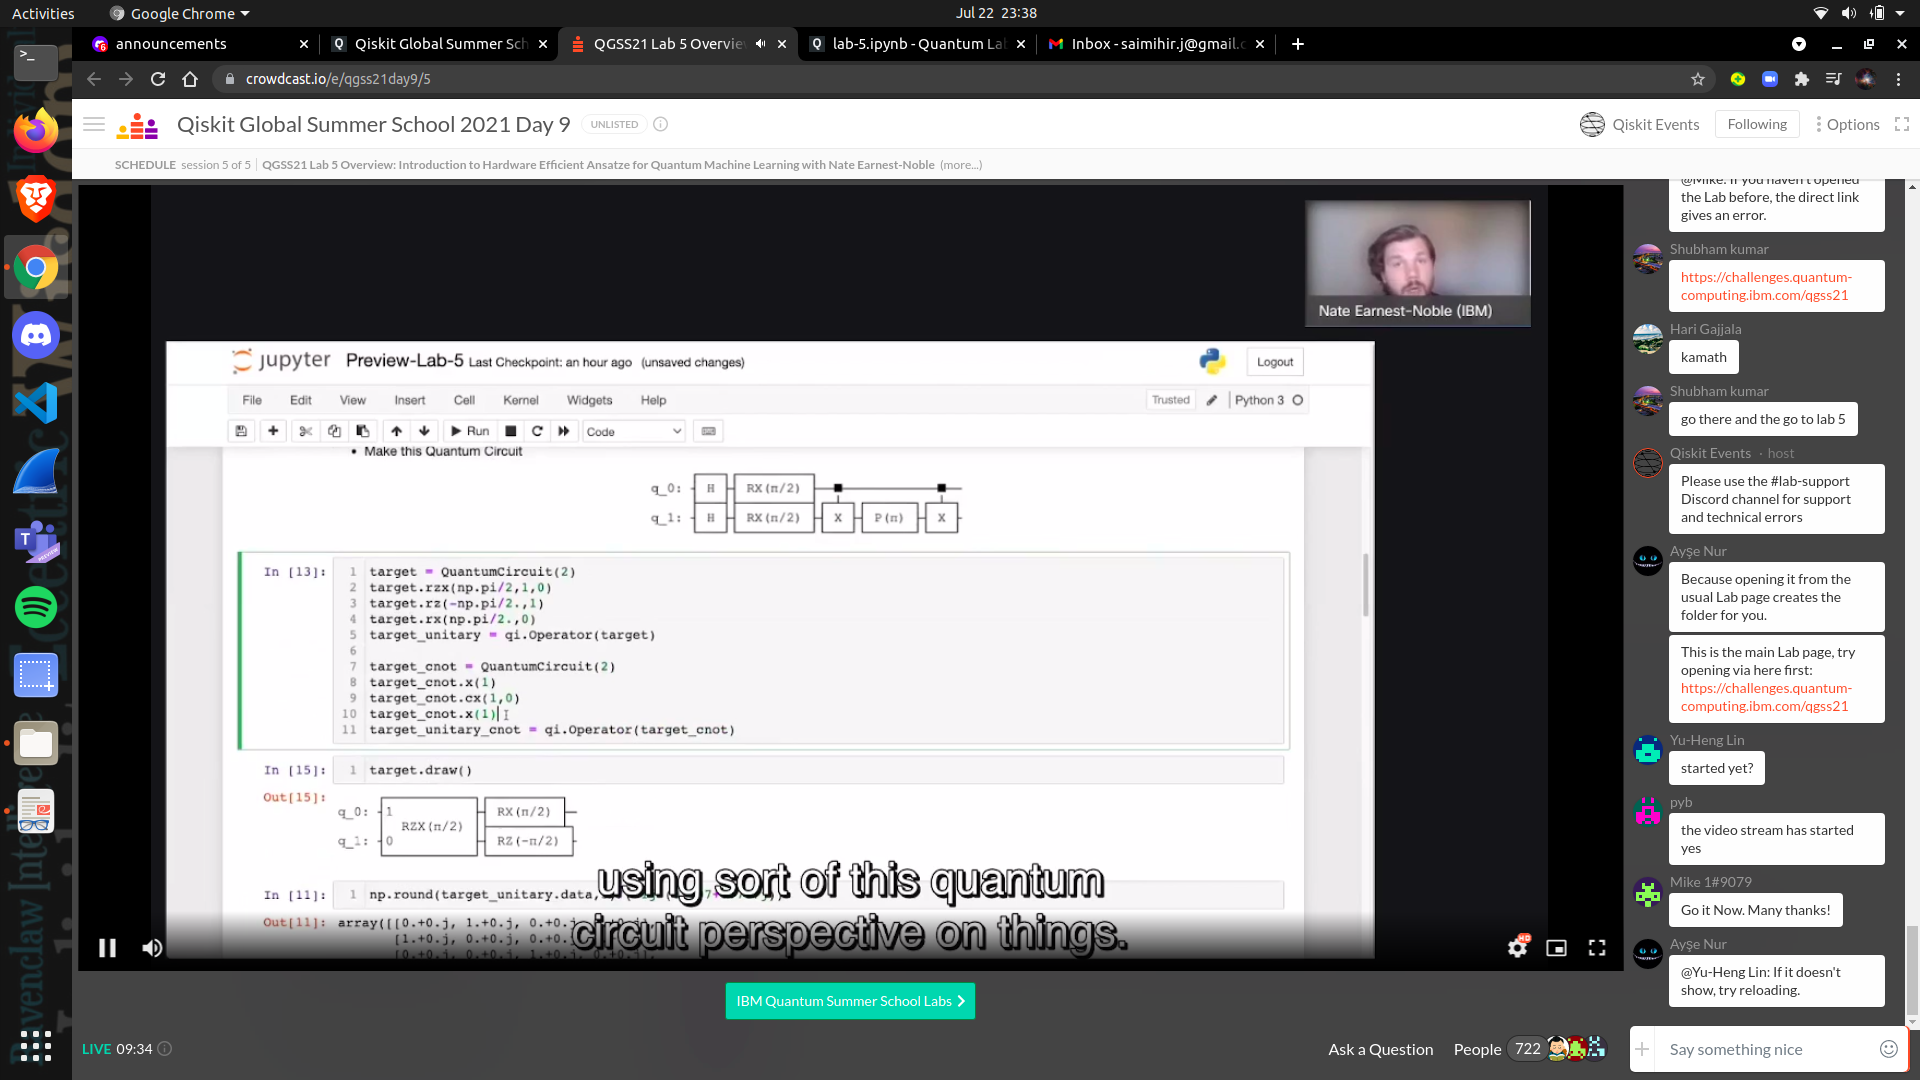 Activities
Google Chrome
Jul 22 23:38
announcements
Qiskit Global Summer Sch
QGSS21 Lab 5 Overvie
lab-5.ipynb - Quantum La
Inbox - saimihir.j@gmail.c
crowdcast.io/e/qgss21day9/5
Qiskit Global Summer School 2021 Day 9
UNLISTED
Qiskit Events
Following
Options
SCHEDULE session 5 of 5 QGSS21 Lab 5 Overview: Introduction to Hardware Efficient Ansatze for Quantum Machine Learning with Nate Earnest-Noble (more...)
Nate Earnest-Noble (IBM)
jupyter Preview-Lab-5 Last Checkpoint: an hour ago (unsaved changes)
Logout
File Edit View Insert Cell Kernel Widgets Help
Trusted
Python 3
Run
Code
• Make this Quantum Circuit
q_0: H RX(π/2)
q_1: H RX(π/2) X P(π) X
In [13]:
1 target = QuantumCircuit(2)
2 target.rzx(np.pi/2,1,0)
3 target.rz(-np.pi/2.,1)
4 target.rx(np.pi/2.,0)
5 target_unitary = qi.Operator(target)
6
7 target_cnot = QuantumCircuit(2)
8 target_cnot.x(1)
9 target_cnot.cx(1,0)
10 target_cnot.x(1)
11 target_unitary_cnot = qi.Operator(target_cnot)
In [15]: 1 target.draw()
Out[15]:
q_0: 1 RX(π/2)
RZX(π/2)
q_1: 0 RZ(-π/2)
In [11]: 1 np.round(target_unitary.data,
Out[11]: array([[0.+0.j, 1.+0.j, 0.+0.j,
[1.+0.j, 0.+0.j, 0.+0.j,
using sort of this quantum
circuit perspective on things.
IBM Quantum Summer School Labs
LIVE 09:34
Ask a Question
People 722
@Mike: If you haven't opened
the Lab before, the direct link
gives an error.
Shubham kumar
https://challenges.quantum-
computing.ibm.com/qgss21
Hari Gajjala
kamath
Shubham kumar
go there and the go to lab 5
Qiskit Events · host
Please use the #lab-support
Discord channel for support
and technical errors
Ayşe Nur
Because opening it from the
usual Lab page creates the
folder for you.
This is the main Lab page, try
opening via here first:
https://challenges.quantum-
computing.ibm.com/qgss21
Yu-Heng Lin
started yet?
pyb
the video stream has started
yes
Mike 1#9079
Go it Now. Many thanks!
Ayşe Nur
@Yu-Heng Lin: If it doesn't
show, try reloading.
Say something nice